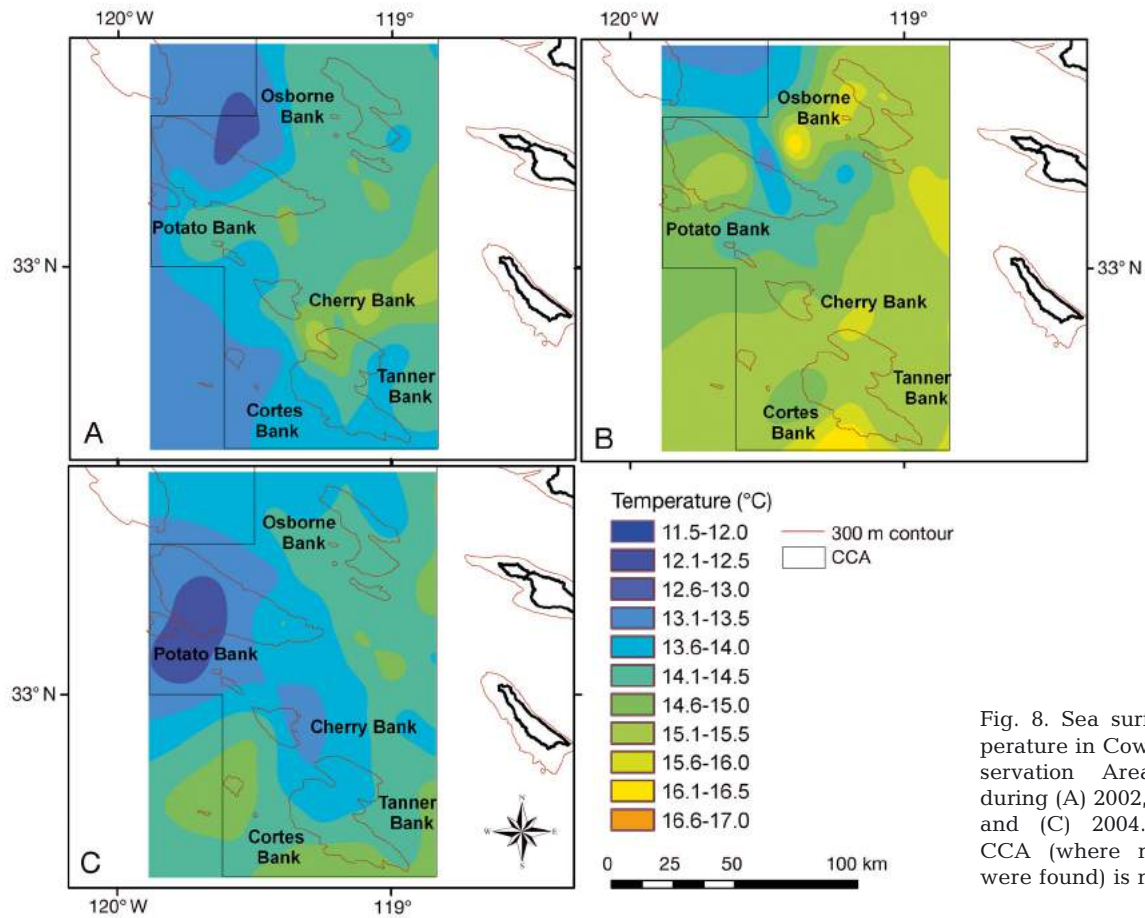 120° W
119°
120° W
119°
Osborne
Bank
Potato Bank
33° N
Cherry Bank
Tanner
Bank
Cortes
Bank
A
Osborne
Bank
Potato Bank
33° N
Cherry Bank
Tanner
Bank
Cortes
Bank
B
Osborne
Bank
Potato Bank
33° N
Cherry Bank
Tanner
Bank
Cortes
Bank
C
N
W
E
S
120° W
119°
Temperature (°C)
11.5-12.0
12.1-12.5
12.6-13.0
13.1-13.5
13.6-14.0
14.1-14.5
14.6-15.0
15.1-15.5
15.6-16.0
16.1-16.5
16.6-17.0
300 m contour
CCA
0 25 50 100 km
Fig. 8. Sea sur
perature in Cow
servation Area
during (A) 2002,
and (C) 2004.
CCA (where
were found) is